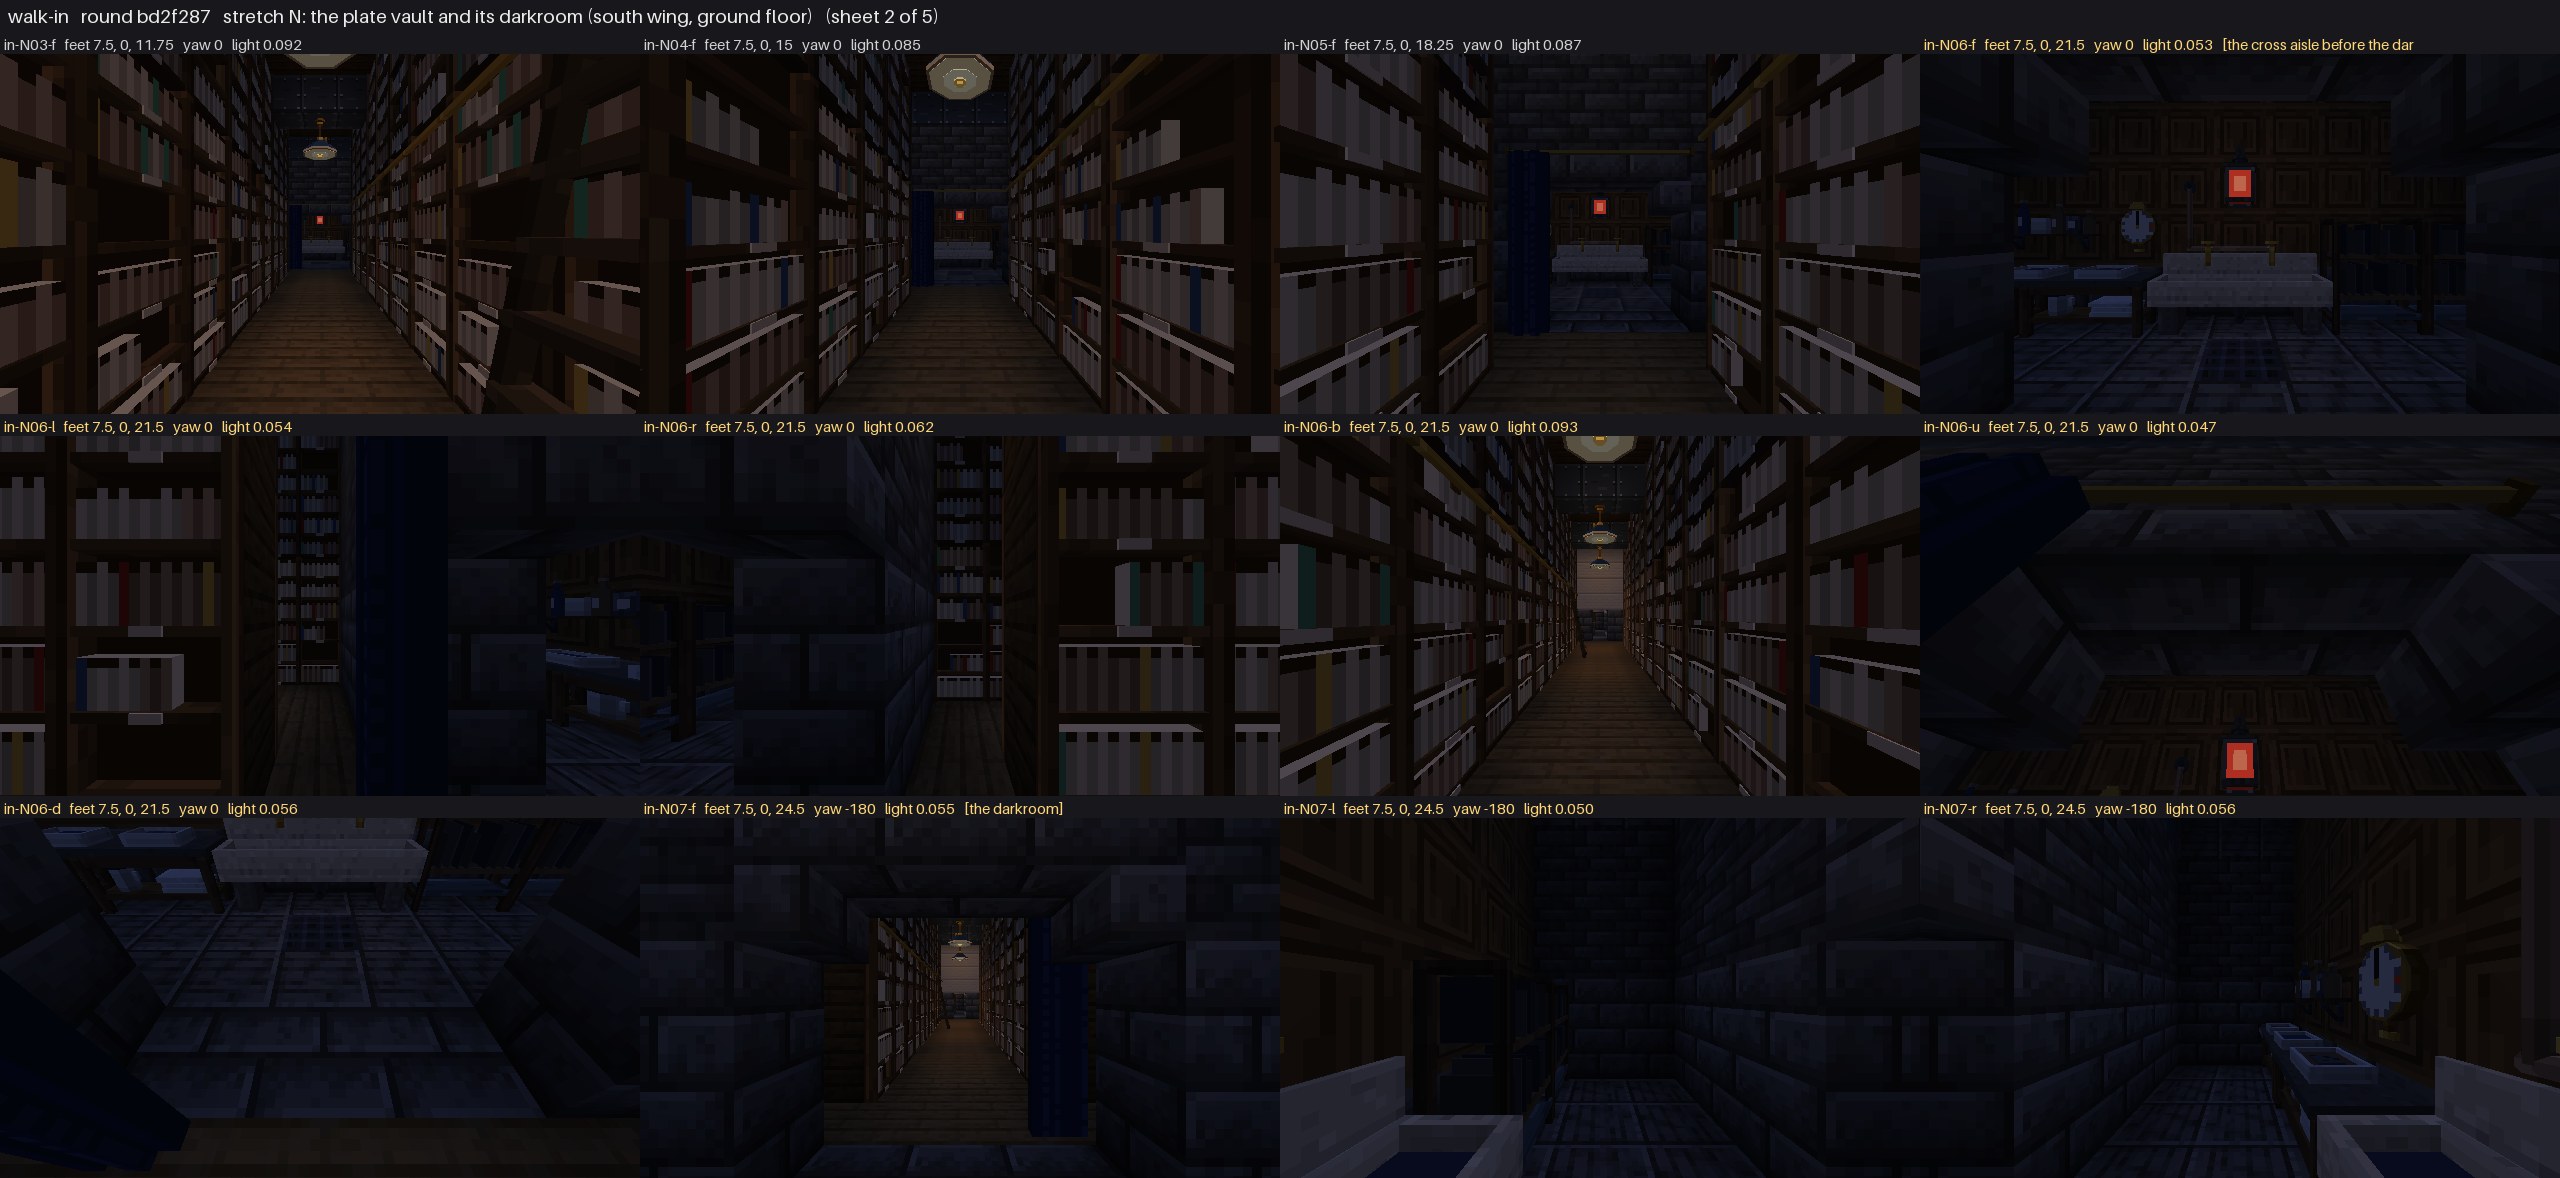 walk-in round bd2f287 stretch N: the plate vault and its darkroom (south wing, ground floor) (sheet 2 of 5)
in-N03-f feet 7.5, 0, 11.75 yaw 0 light 0.092
in-N04-f feet 7.5, 0, 15 yaw 0 light 0.085
in-N05-f feet 7.5, 0, 18.25 yaw 0 light 0.087
in-N06-f feet 7.5, 0, 21.5 yaw 0 light 0.053 [the cross aisle before the dar
in-N06-l feet 7.5, 0, 21.5 yaw 0 light 0.054
in-N06-r feet 7.5, 0, 21.5 yaw 0 light 0.062
in-N06-b feet 7.5, 0, 21.5 yaw 0 light 0.093
in-N06-u feet 7.5, 0, 21.5 yaw 0 light 0.047
in-N06-d feet 7.5, 0, 21.5 yaw 0 light 0.056
in-N07-f feet 7.5, 0, 24.5 yaw -180 light 0.055 [the darkroom]
in-N07-l feet 7.5, 0, 24.5 yaw -180 light 0.050
in-N07-r feet 7.5, 0, 24.5 yaw -180 light 0.056